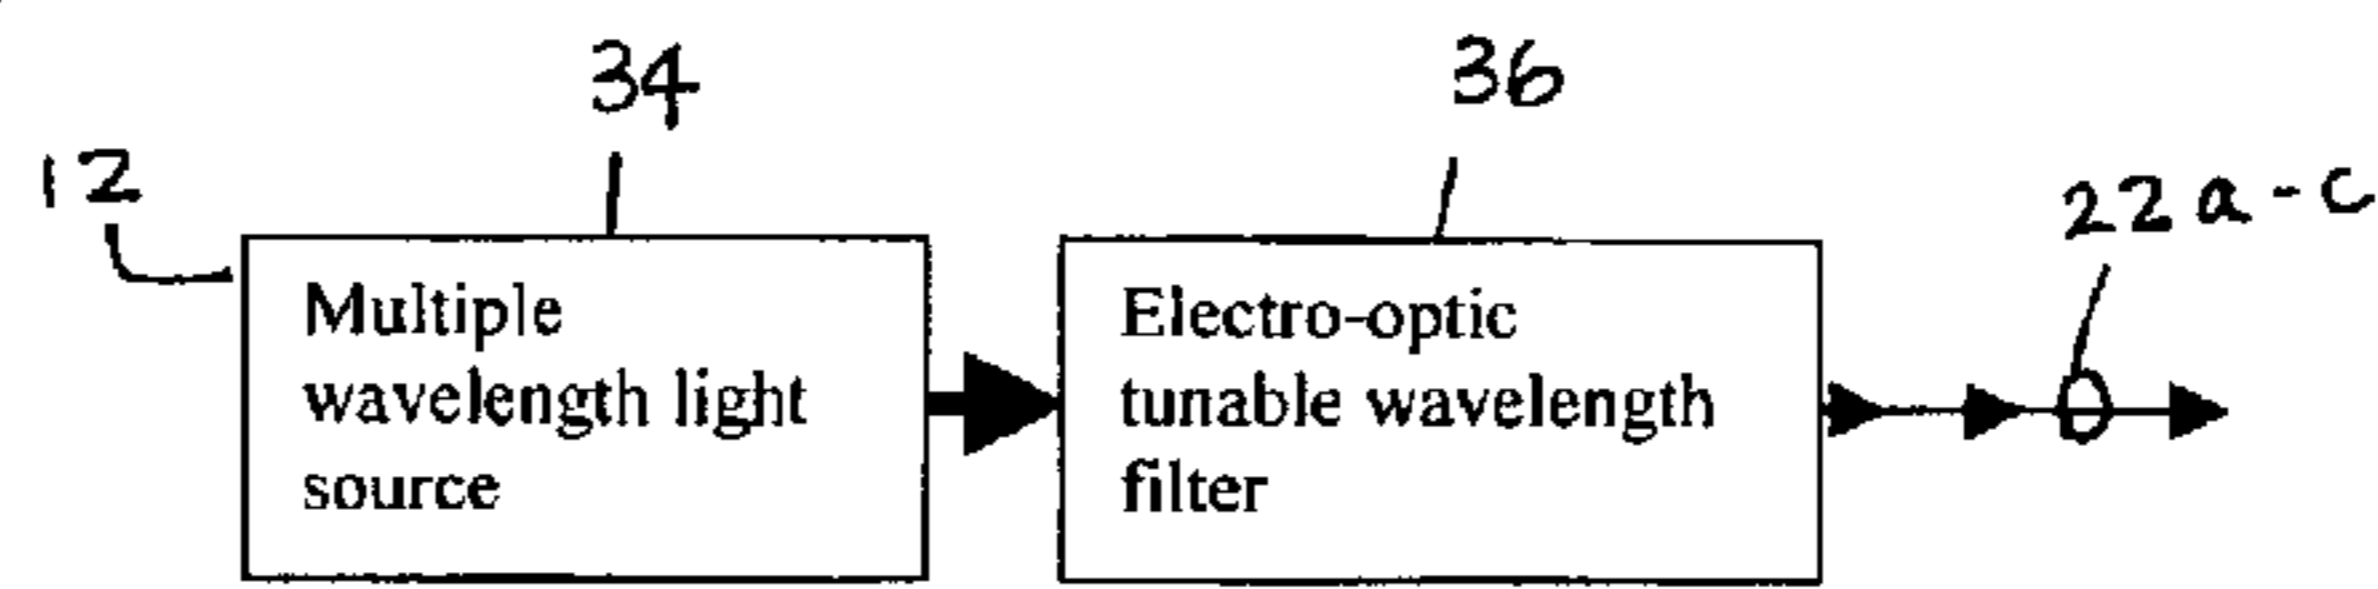 34
36
12
22a-c
Multiple
wavelength light
source
Electro-optic
tunable wavelength
filter